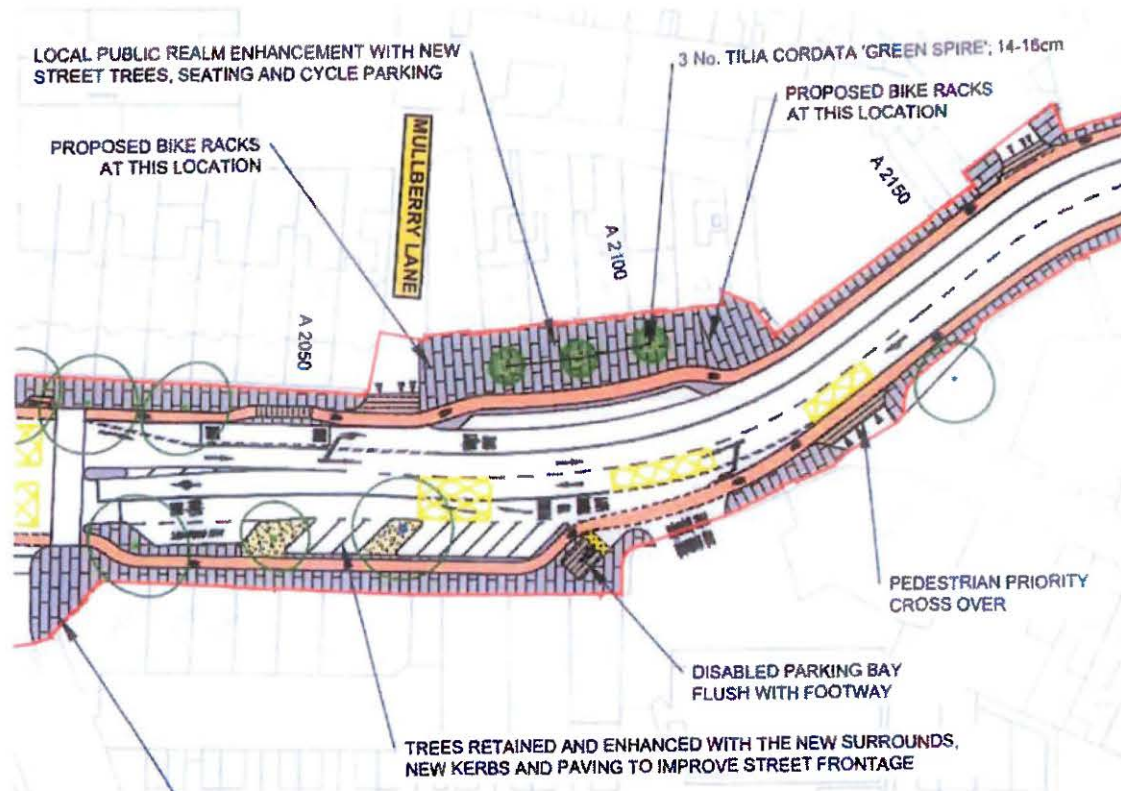 LOCAL PUBLIC REALM ENHANCEMENT WITH NEW
STREET TREES, SEATING AND CYCLE PARKING
3 No. TILIA CORDATA 'GREEN SPIRE'; 14-16cm
PROPOSED BIKE RACKS
AT THIS LOCATION
PROPOSED BIKE RACKS
AT THIS LOCATION
MULLBERRY LANE
A 2050
A 2100
A 2150
PEDESTRIAN PRIORITY
CROSS OVER
DISABLED PARKING BAY
FLUSH WITH FOOTWAY
TREES RETAINED AND ENHANCED WITH THE NEW SURROUNDS,
NEW KERBS AND PAVING TO IMPROVE STREET FRONTAGE